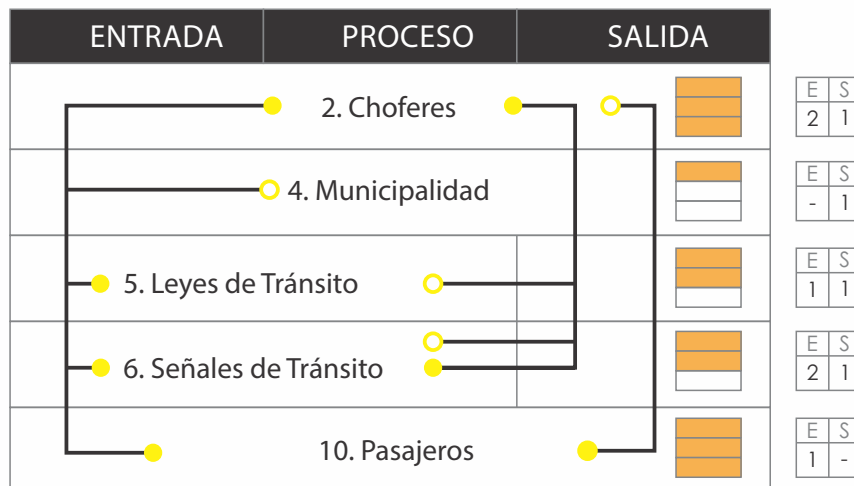 ENTRADA PROCESO SALIDA
2. Choferes
E S
2 1
4. Municipalidad
E S
- 1
5. Leyes de Tránsito
E S
1 1
6. Señales de Tránsito
E S
2 1
10. Pasajeros
E S
1 -